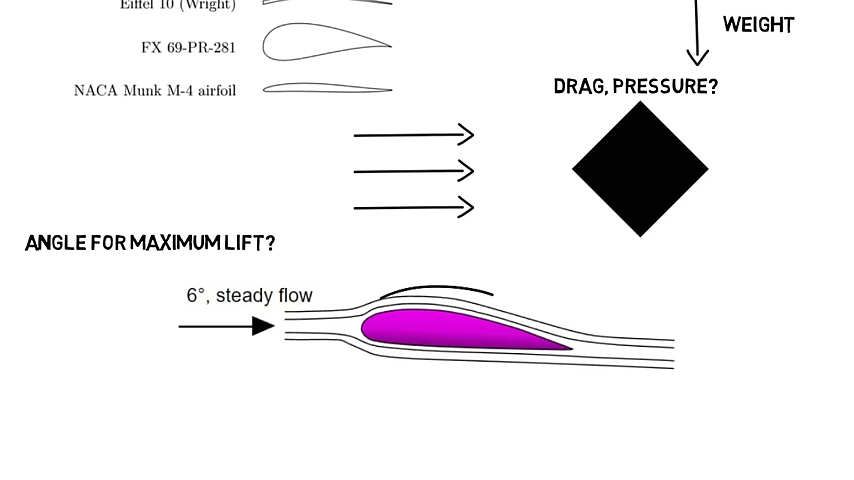 Eiffel 10 (Wright)
WEIGHT
FX 69-PR-281
DRAG, PRESSURE?
NACA Munk M-4 airfoil
ANGLE FOR MAXIMUM LIFT?
6°, steady flow